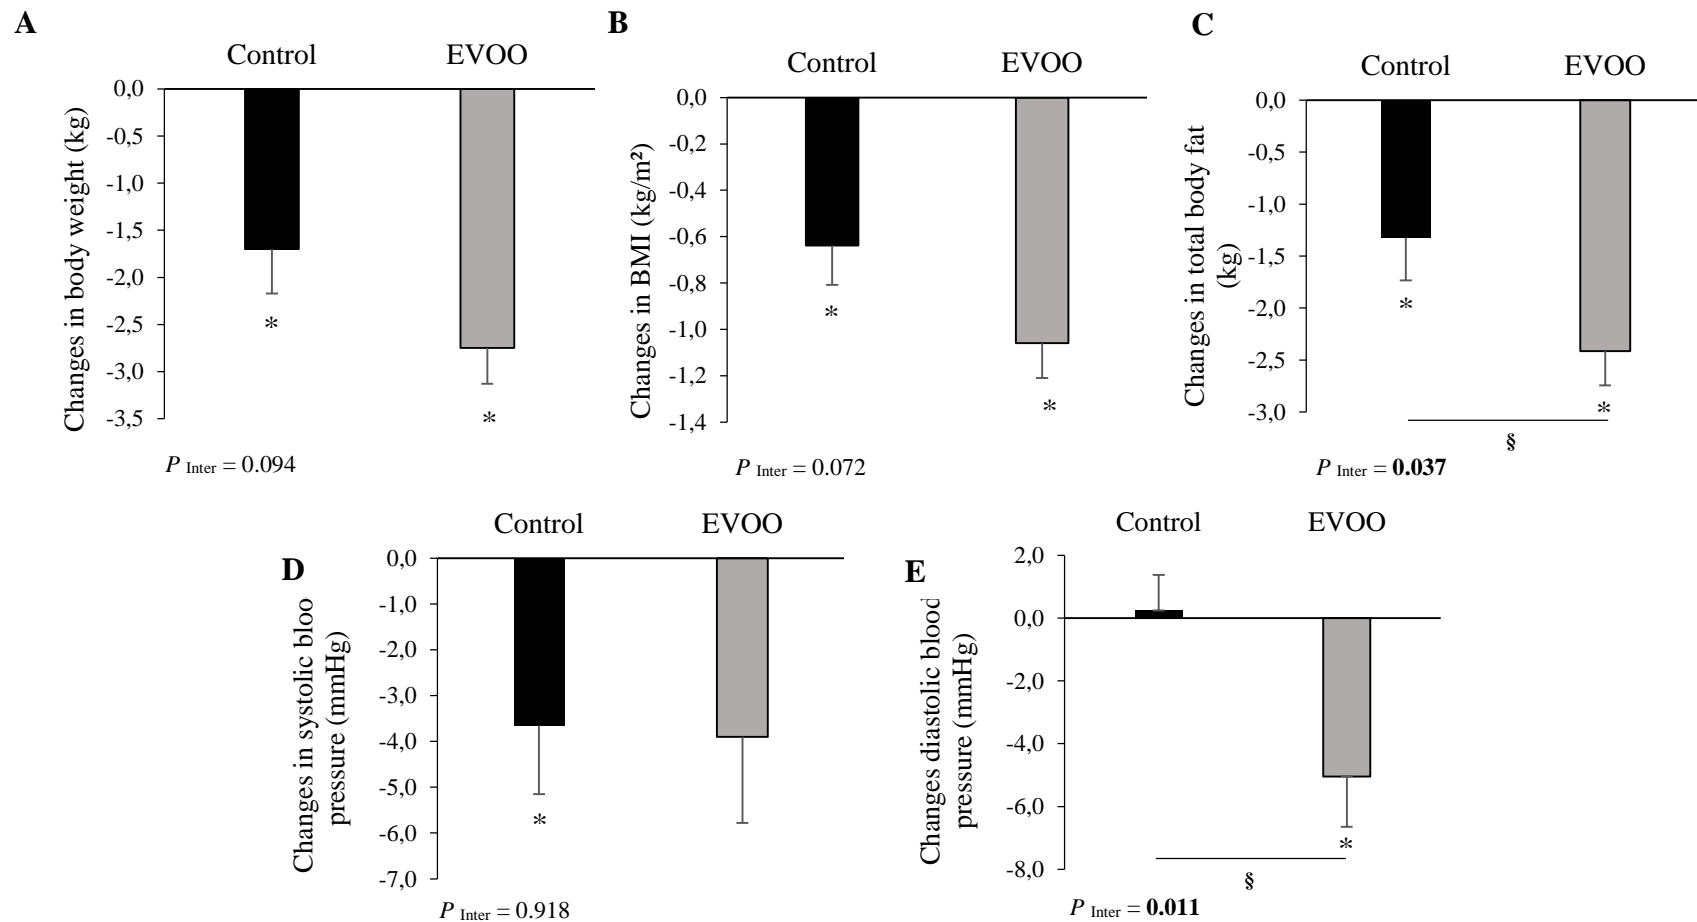 A
Control EVOO
0,0
-0,5
-1,0
-1,5
-2,0
-2,5
-3,0
-3,5
Changes in body weight (kg)
*
*
P Inter = 0.094
B
Control EVOO
0,0
-0,2
-0,4
-0,6
-0,8
-1,0
-1,2
-1,4
Changes in BMI (kg/m²)
*
*
P Inter = 0.072
C
Control EVOO
0,0
-0,5
-1,0
-1,5
-2,0
-2,5
-3,0
Changes in total body fat
(kg)
*
*
§
P Inter = 0.037
D
Control EVOO
0,0
-1,0
-2,0
-3,0
-4,0
-5,0
-6,0
-7,0
Changes in systolic bloo
pressure (mmHg)
*
P Inter = 0.918
E
Control EVOO
2,0
0,0
-2,0
-4,0
-6,0
-8,0
Changes diastolic blood
pressure (mmHg)
*
§
P Inter = 0.011